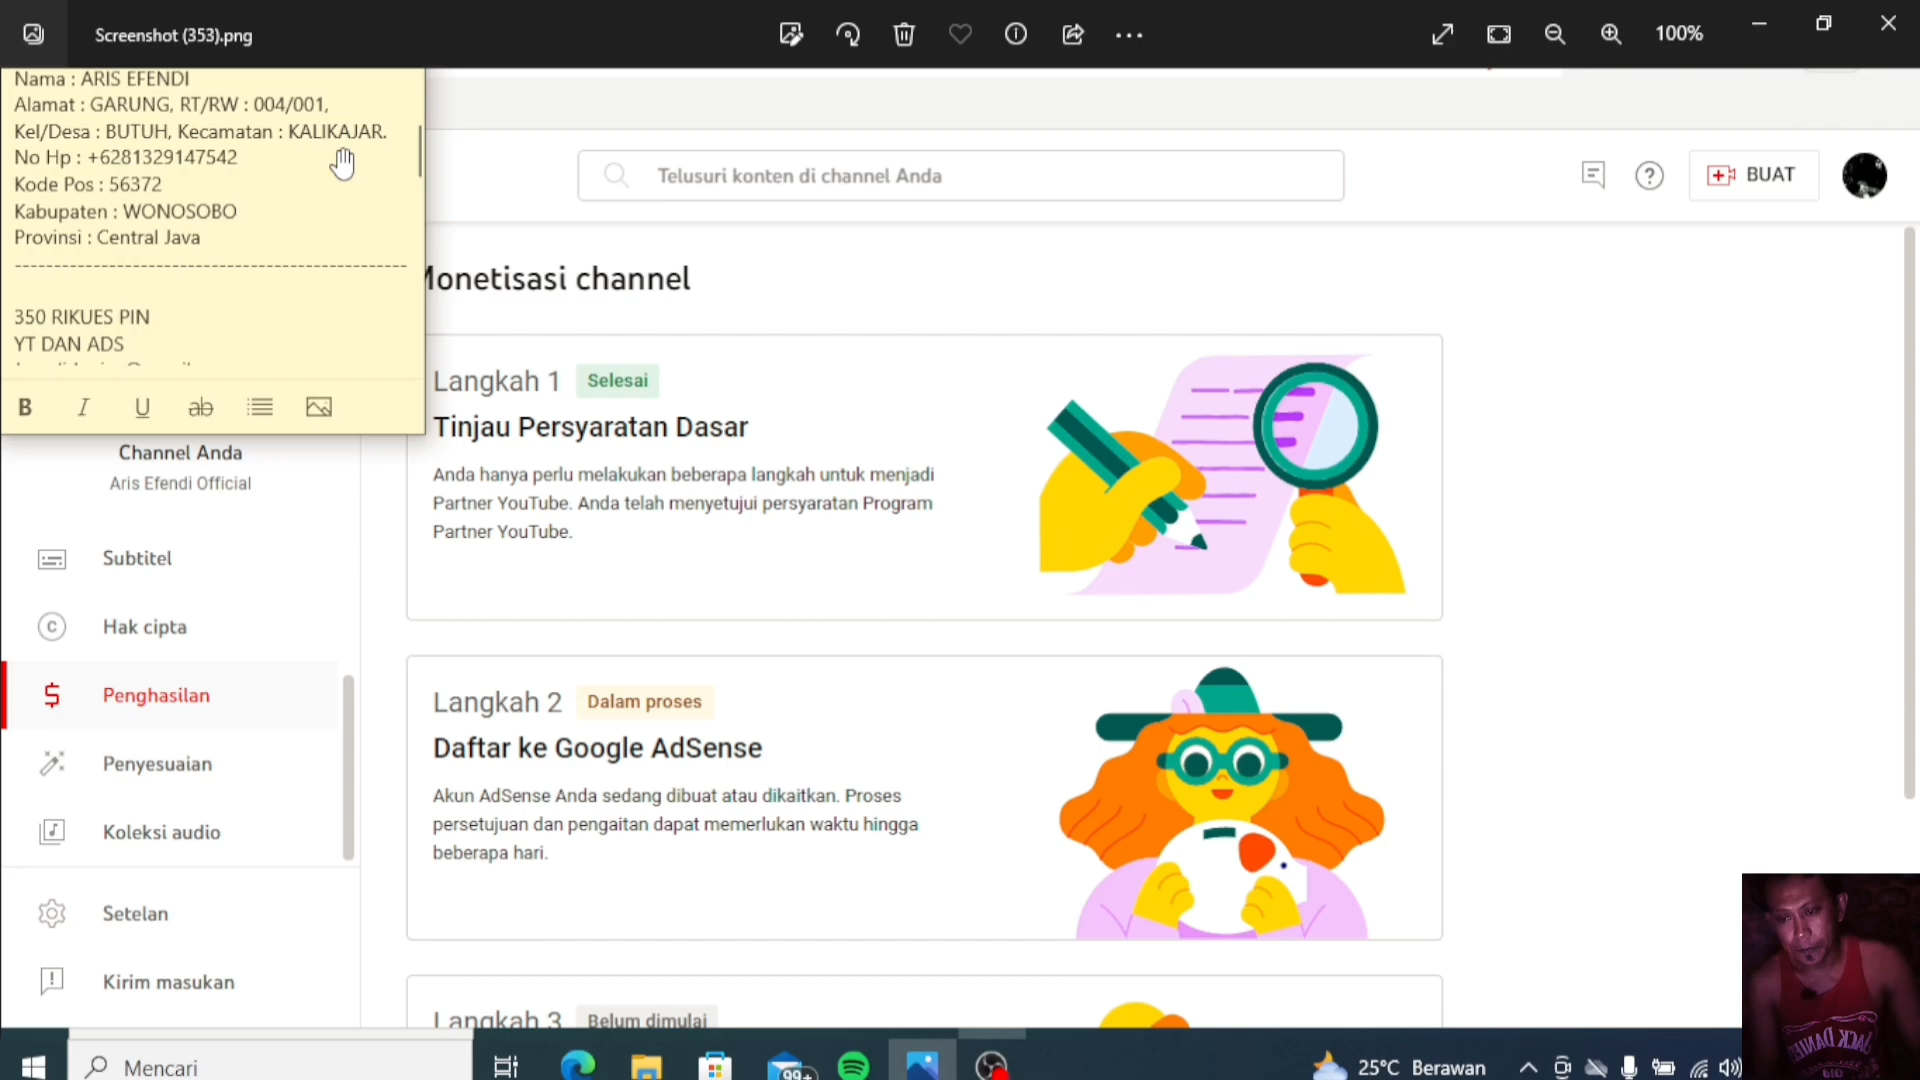 Screenshot (353).png
100%
Nama : ARIS EFENDI
Alamat : GARUNG, RT/RW : 004/001,
Kel/Desa : BUTUH, Kecamatan : KALIKAJAR.
No Hp : +6281329147542
Kode Pos : 56372
Kabupaten : WONOSOBO
Provinsi : Central Java
--------------------------------------------------
350 RIKUES PIN
YT DAN ADS
B I U ab
Telusuri konten di channel Anda
BUAT
Monetisasi channel
Channel Anda
Aris Efendi Official
Subtitel
Hak cipta
Penghasilan
Penyesuaian
Koleksi audio
Setelan
Kirim masukan
Langkah 1 Selesai
Tinjau Persyaratan Dasar
Anda hanya perlu melakukan beberapa langkah untuk menjadi
Partner YouTube. Anda telah menyetujui persyaratan Program
Partner YouTube.
Langkah 2 Dalam proses
Daftar ke Google AdSense
Akun AdSense Anda sedang dibuat atau dikaitkan. Proses
persetujuan dan pengaitan dapat memerlukan waktu hingga
beberapa hari.
Langkah 3 Belum dimulai
Mencari
99+
25°C Berawan